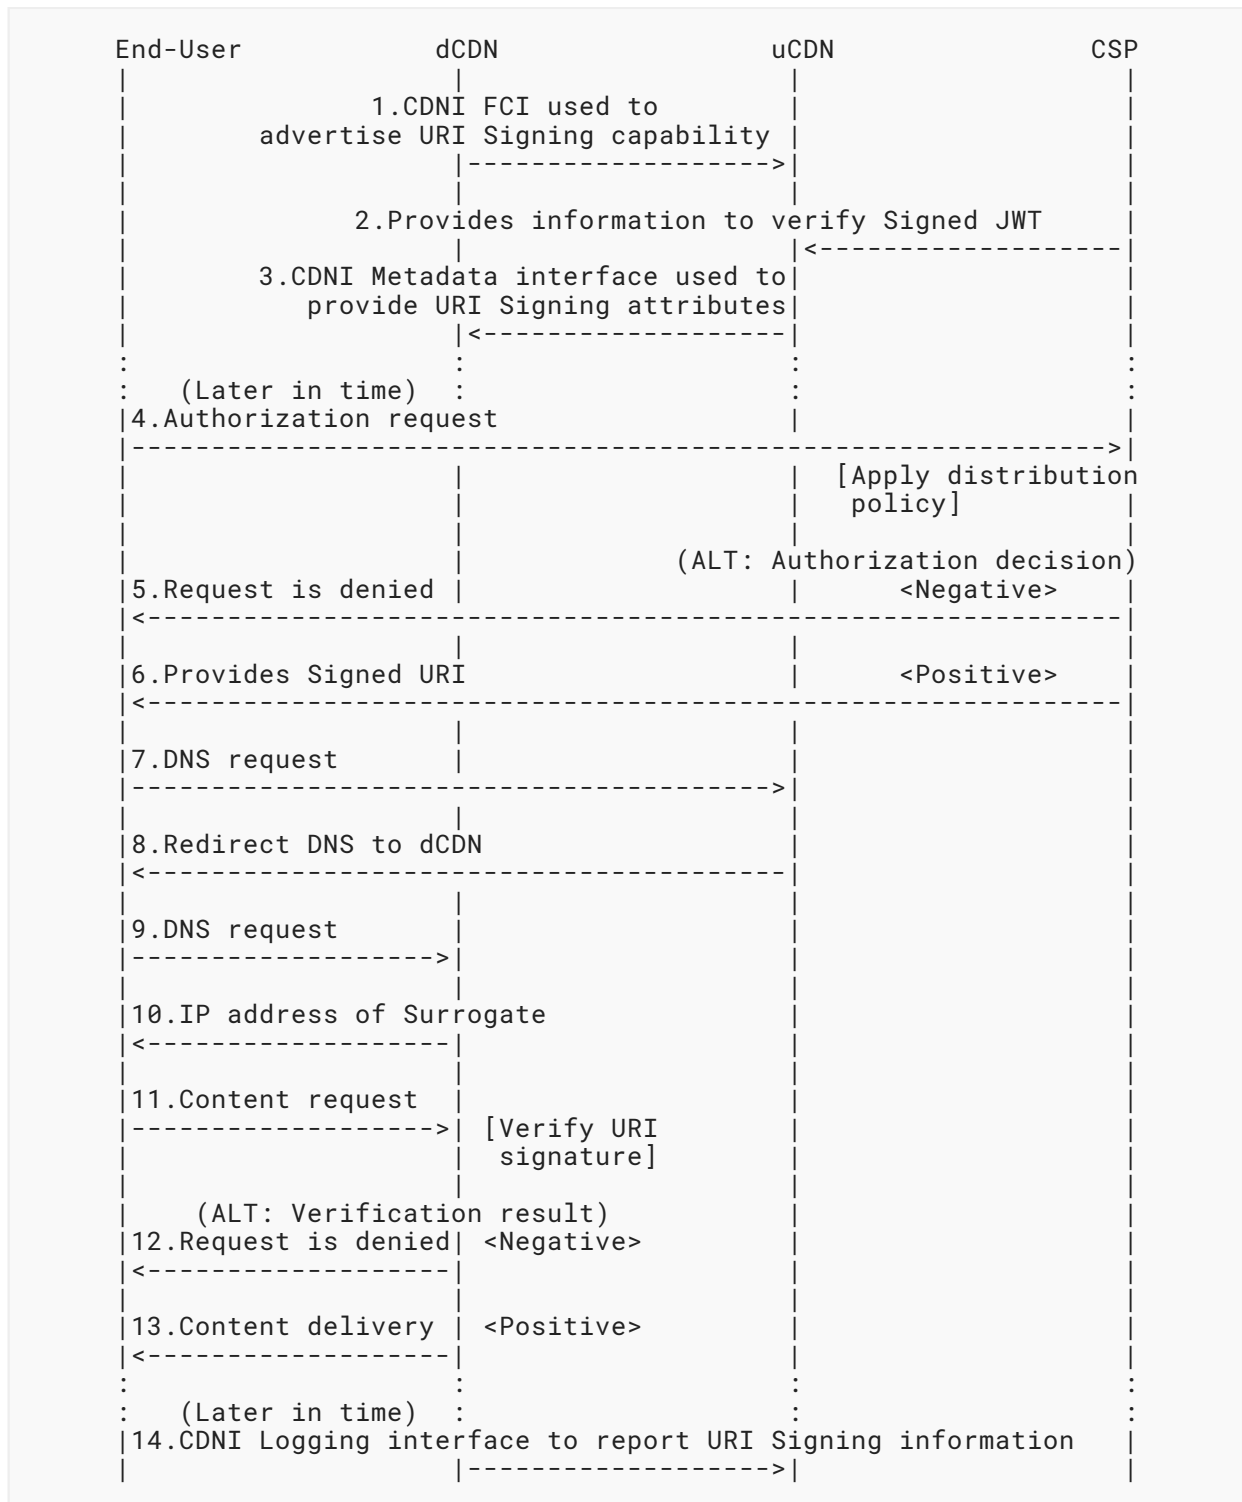 End-User dCDN uCDN CSP
1.CDNI FCI used to
advertise URI Signing capability
2.Provides information to verify Signed JWT
3.CDNI Metadata interface used to
provide URI Signing attributes
(Later in time)
4.Authorization request
[Apply distribution
policy]
(ALT: Authorization decision)
5.Request is denied <Negative>
6.Provides Signed URI <Positive>
7.DNS request
8.Redirect DNS to dCDN
9.DNS request
10.IP address of Surrogate
11.Content request
[Verify URI
signature]
(ALT: Verification result)
12.Request is denied <Negative>
13.Content delivery <Positive>
(Later in time)
14.CDNI Logging interface to report URI Signing information